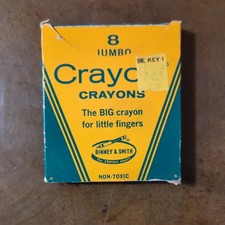 8
JUMBO
Crayo
CRAYONS
The BIG crayon
for little fingers
BINNEY & SMITH
NON-TOXIC